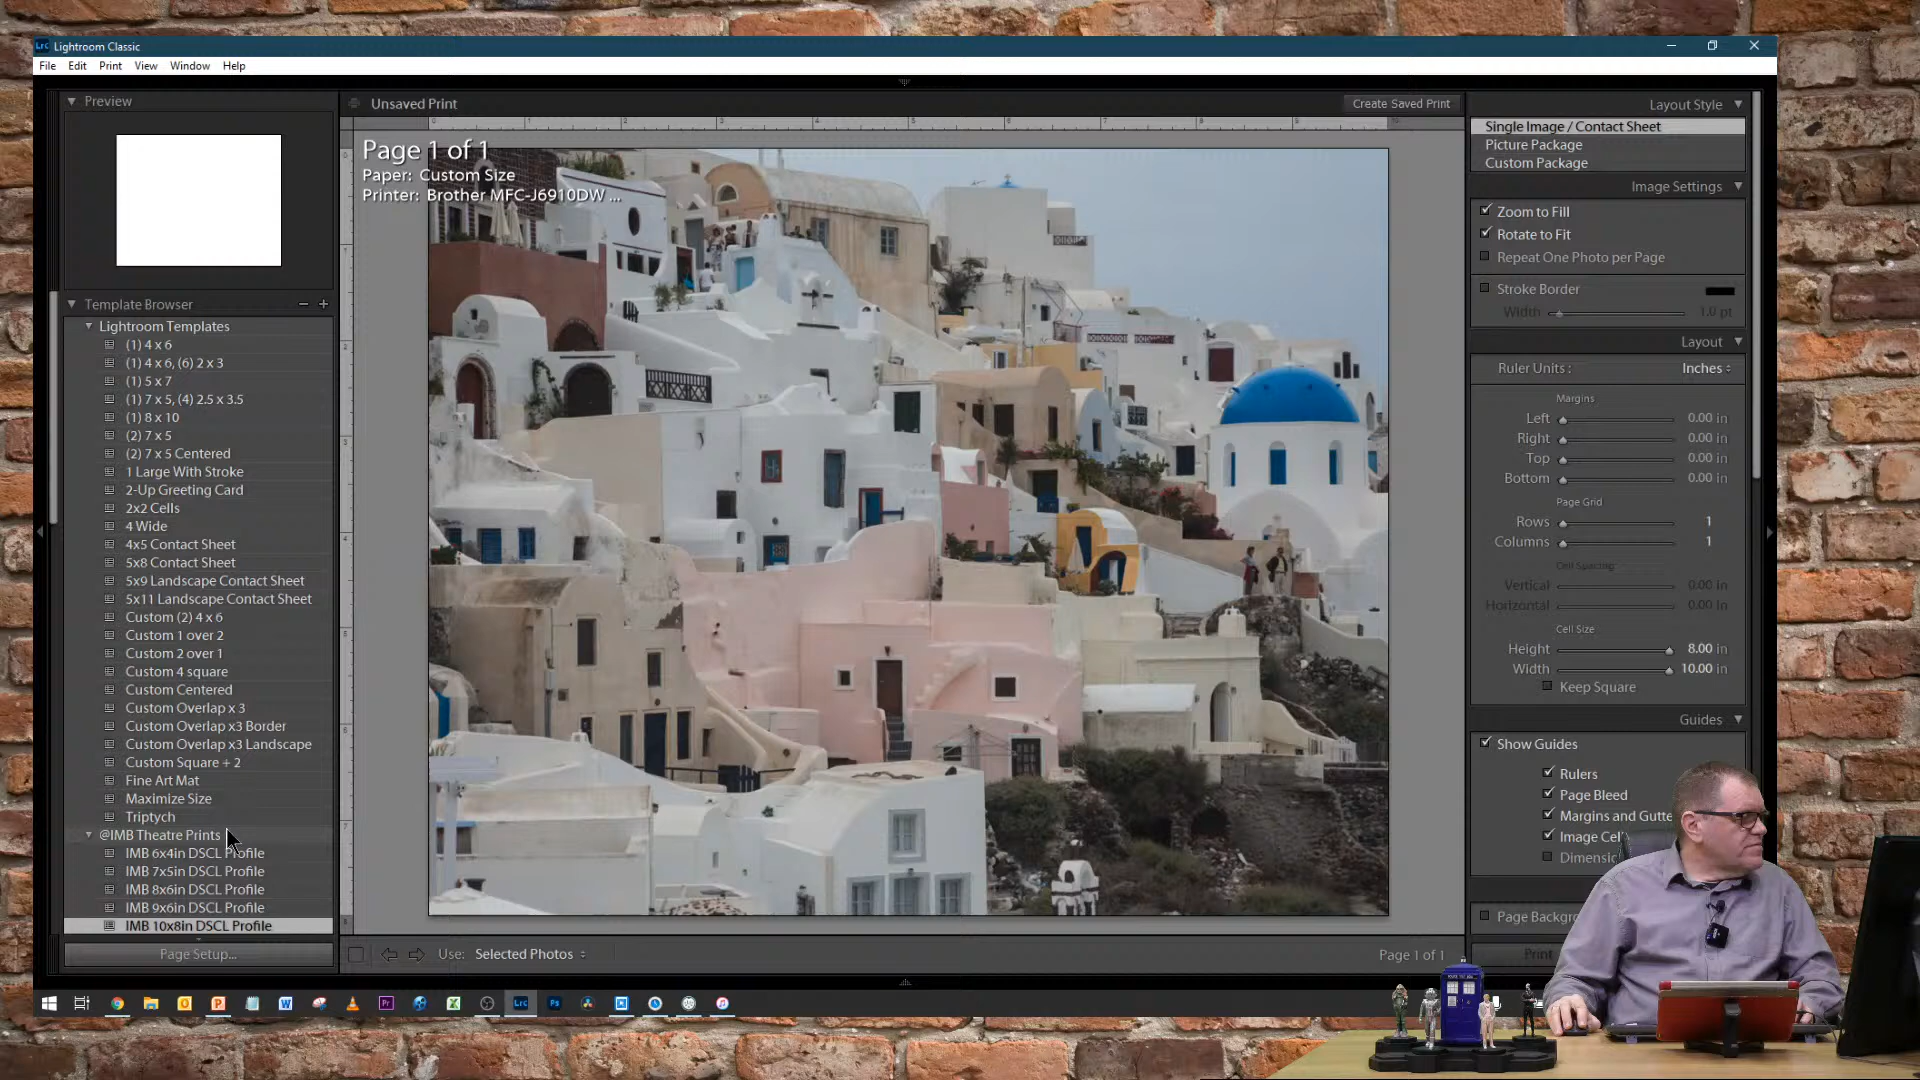 Lrc Lightroom Classic
File Edit Print View Window Help
Preview
Unsaved Print
Create Saved Print
Page 1 of 1
Paper: Custom Size
Printer: Brother MFC-J6910DW ...
Template Browser
Lightroom Templates
(1) 4 x 6
(1) 4 x 6, (6) 2 x 3
(1) 5 x 7
(1) 7 x 5, (4) 2.5 x 3.5
(1) 8 x 10
(2) 7 x 5
(2) 7 x 5 Centered
1 Large With Stroke
2-Up Greeting Card
2x2 Cells
4 Wide
4x5 Contact Sheet
5x8 Contact Sheet
5x9 Landscape Contact Sheet
5x11 Landscape Contact Sheet
Custom (2) 4 x 6
Custom 1 over 2
Custom 2 over 1
Custom 4 square
Custom Centered
Custom Overlap x 3
Custom Overlap x3 Border
Custom Overlap x3 Landscape
Custom Square + 2
Fine Art Mat
Maximize Size
Triptych
@IMB Theatre Prints
IMB 6x4in DSCL Profile
IMB 7x5in DSCL Profile
IMB 8x6in DSCL Profile
IMB 9x6in DSCL Profile
IMB 10x8in DSCL Profile
Page Setup...
Use: Selected Photos
Page 1 of 1
Layout Style
Single Image / Contact Sheet
Picture Package
Custom Package
Image Settings
Zoom to Fill
Rotate to Fit
Repeat One Photo per Page
Stroke Border
Width 1.0 pt
Layout
Ruler Units : Inches
Margins
Left 0.00 in
Right 0.00 in
Top 0.00 in
Bottom 0.00 in
Page Grid
Rows 1
Columns 1
Cell Spacing
Vertical 0.00 in
Horizontal 0.00 in
Cell Size
Height 8.00 in
Width 10.00 in
Keep Square
Guides
Show Guides
Rulers
Page Bleed
Margins and Gutte
Image Cel
Dimensic
Page Backgr
Print